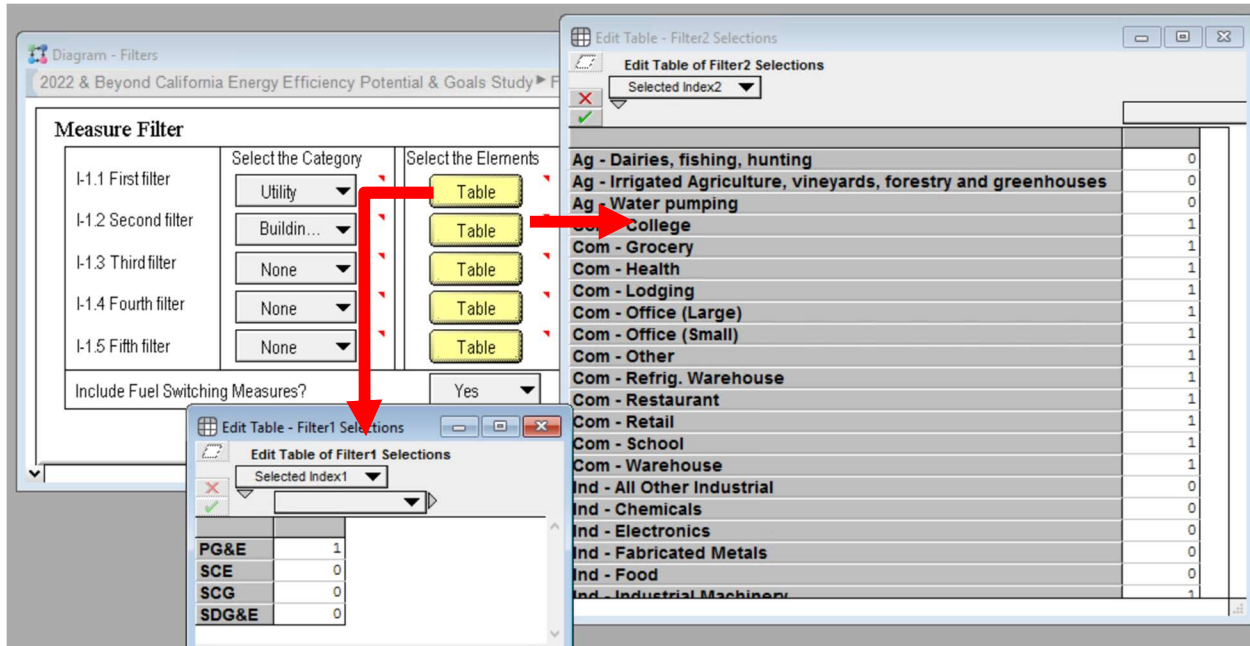 Diagram - Filters
2022 & Beyond California Energy Efficiency Potential & Goals Study ▶ F
Measure Filter
Select the Category
Select the Elements
I-1.1 First filter
Utility
Table
I-1.2 Second filter
Buildin...
Table
I-1.3 Third filter
None
Table
I-1.4 Fourth filter
None
Table
I-1.5 Fifth filter
None
Table
Include Fuel Switching Measures?
Yes
Edit Table - Filter1 Selections
Edit Table of Filter1 Selections
Selected Index1
PG&E 1
SCE 0
SCG 0
SDG&E 0
Edit Table - Filter2 Selections
Edit Table of Filter2 Selections
Selected Index2
Ag - Dairies, fishing, hunting 0
Ag - Irrigated Agriculture, vineyards, forestry and greenhouses 0
Ag - Water pumping 0
College 1
Com - Grocery 1
Com - Health 1
Com - Lodging 1
Com - Office (Large) 1
Com - Office (Small) 1
Com - Other 1
Com - Refrig. Warehouse 1
Com - Restaurant 1
Com - Retail 1
Com - School 1
Com - Warehouse 1
Ind - All Other Industrial 0
Ind - Chemicals 0
Ind - Electronics 0
Ind - Fabricated Metals 0
Ind - Food 0
Ind - Industrial Machinery 1